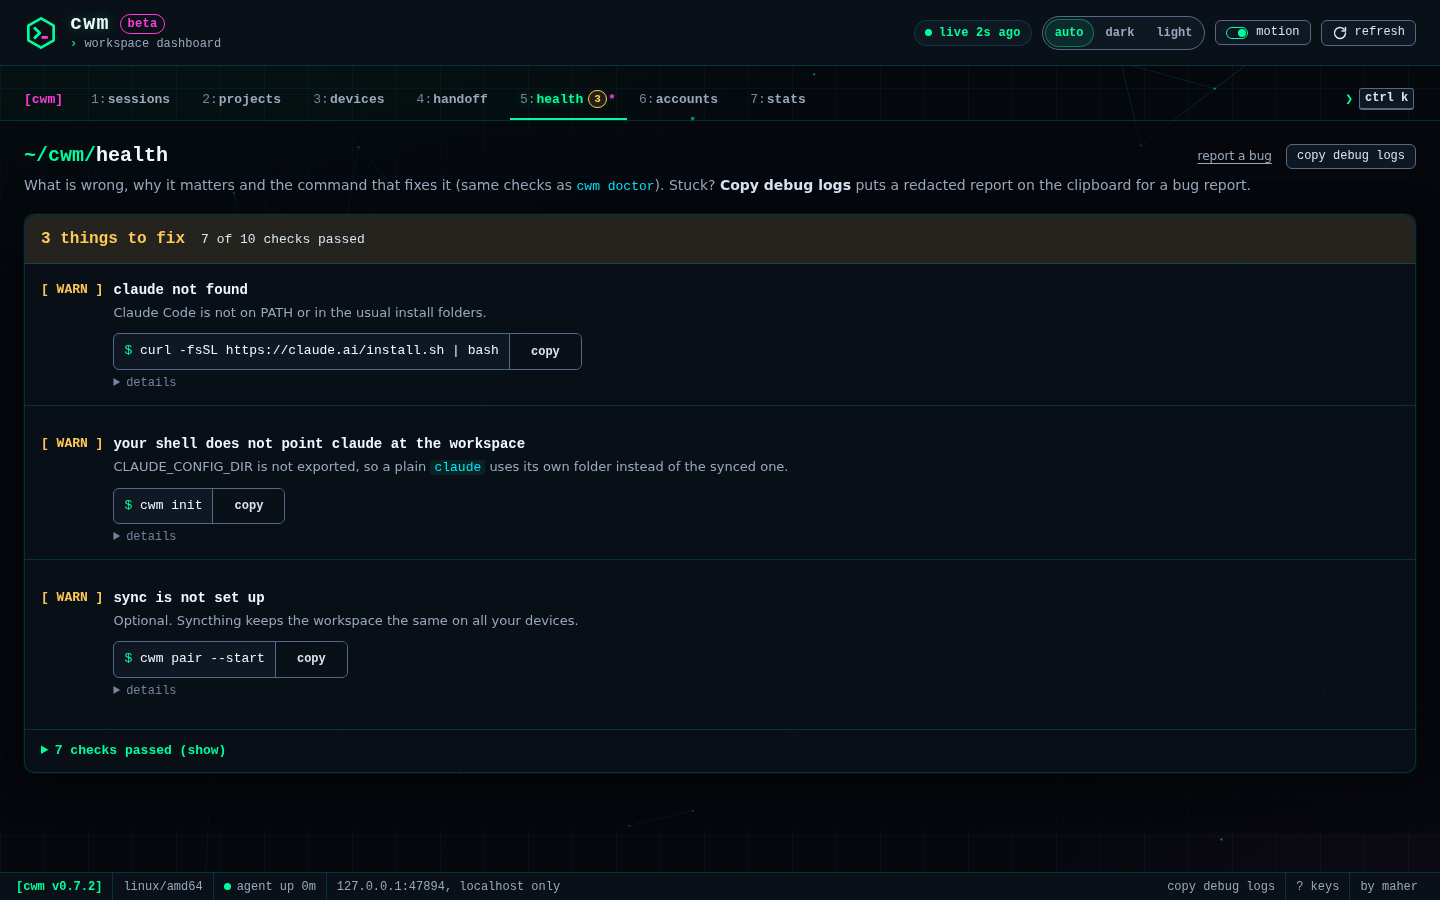 cwm beta
› workspace dashboard
live 2s ago
auto dark light
motion
refresh
[cwm] 1:sessions 2:projects 3:devices 4:handoff 5:health 3 * 6:accounts 7:stats
❯ ctrl k
~/cwm/health
report a bug
copy debug logs
What is wrong, why it matters and the command that fixes it (same checks as cwm doctor). Stuck? Copy debug logs puts a redacted report on the clipboard for a bug report.
3 things to fix 7 of 10 checks passed
[ WARN ] claude not found
Claude Code is not on PATH or in the usual install folders.
$ curl -fsSL https://claude.ai/install.sh | bash copy
▶ details
[ WARN ] your shell does not point claude at the workspace
CLAUDE_CONFIG_DIR is not exported, so a plain claude uses its own folder instead of the synced one.
$ cwm init copy
▶ details
[ WARN ] sync is not set up
Optional. Syncthing keeps the workspace the same on all your devices.
$ cwm pair --start copy
▶ details
▶ 7 checks passed (show)
[cwm v0.7.2] linux/amd64 agent up 0m 127.0.0.1:47894, localhost only copy debug logs ? keys by maher